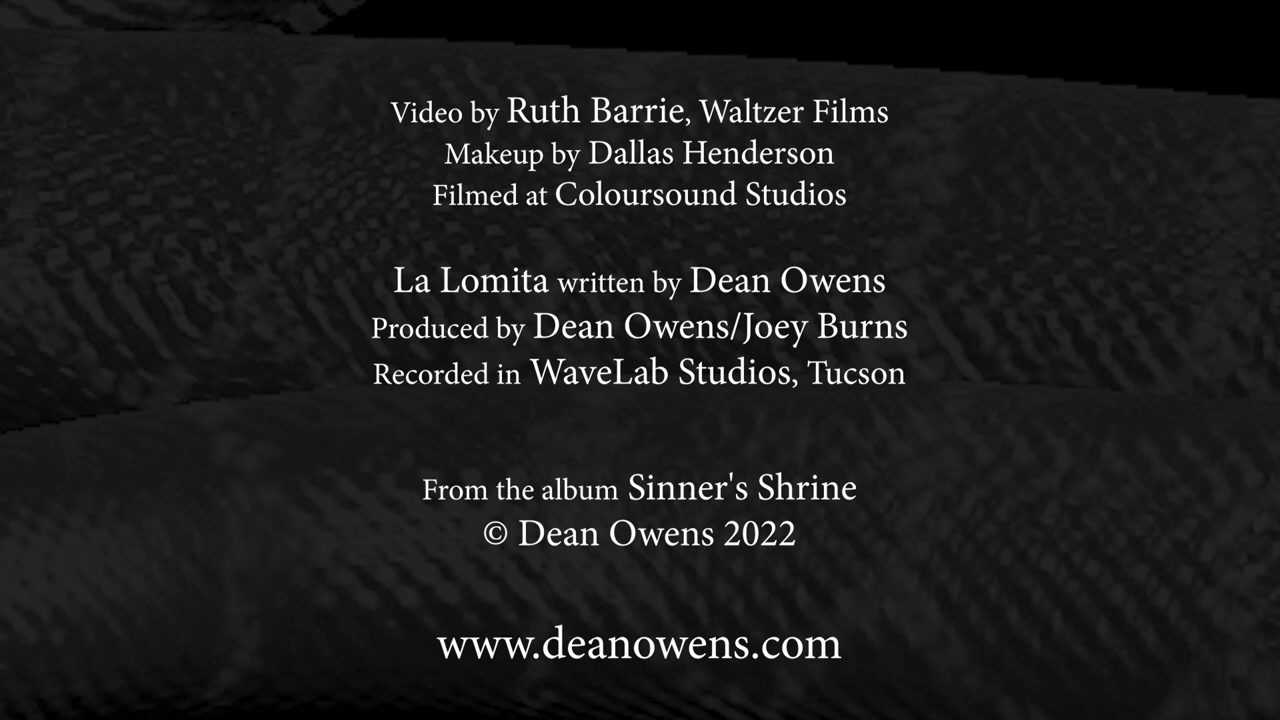 Video by Ruth Barrie, Waltzer Films
Makeup by Dallas Henderson
Filmed at Coloursound Studios
La Lomita written by Dean Owens
Produced by Dean Owens/Joey Burns
Recorded in WaveLab Studios, Tucson
From the album Sinner's Shrine
© Dean Owens 2022
www.deanowens.com